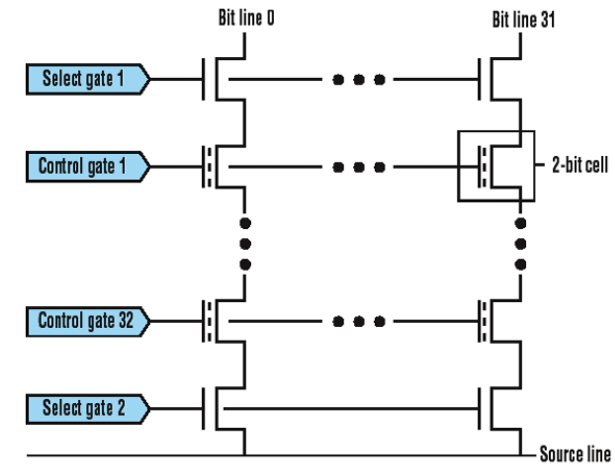 Bit line 0
Bit line 31
Select gate 1
Control gate 1
2-bit cell
Control gate 32
Select gate 2
Source line